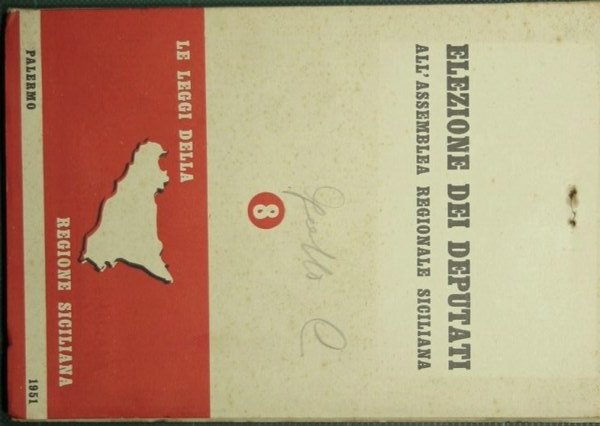 ELEZIONE DEI DEPUTATI
ALL'ASSEMBLEA REGIONALE SICILIANA
8
LE LEGGI DELLA
REGIONE SICILIANA
PALERMO
1951